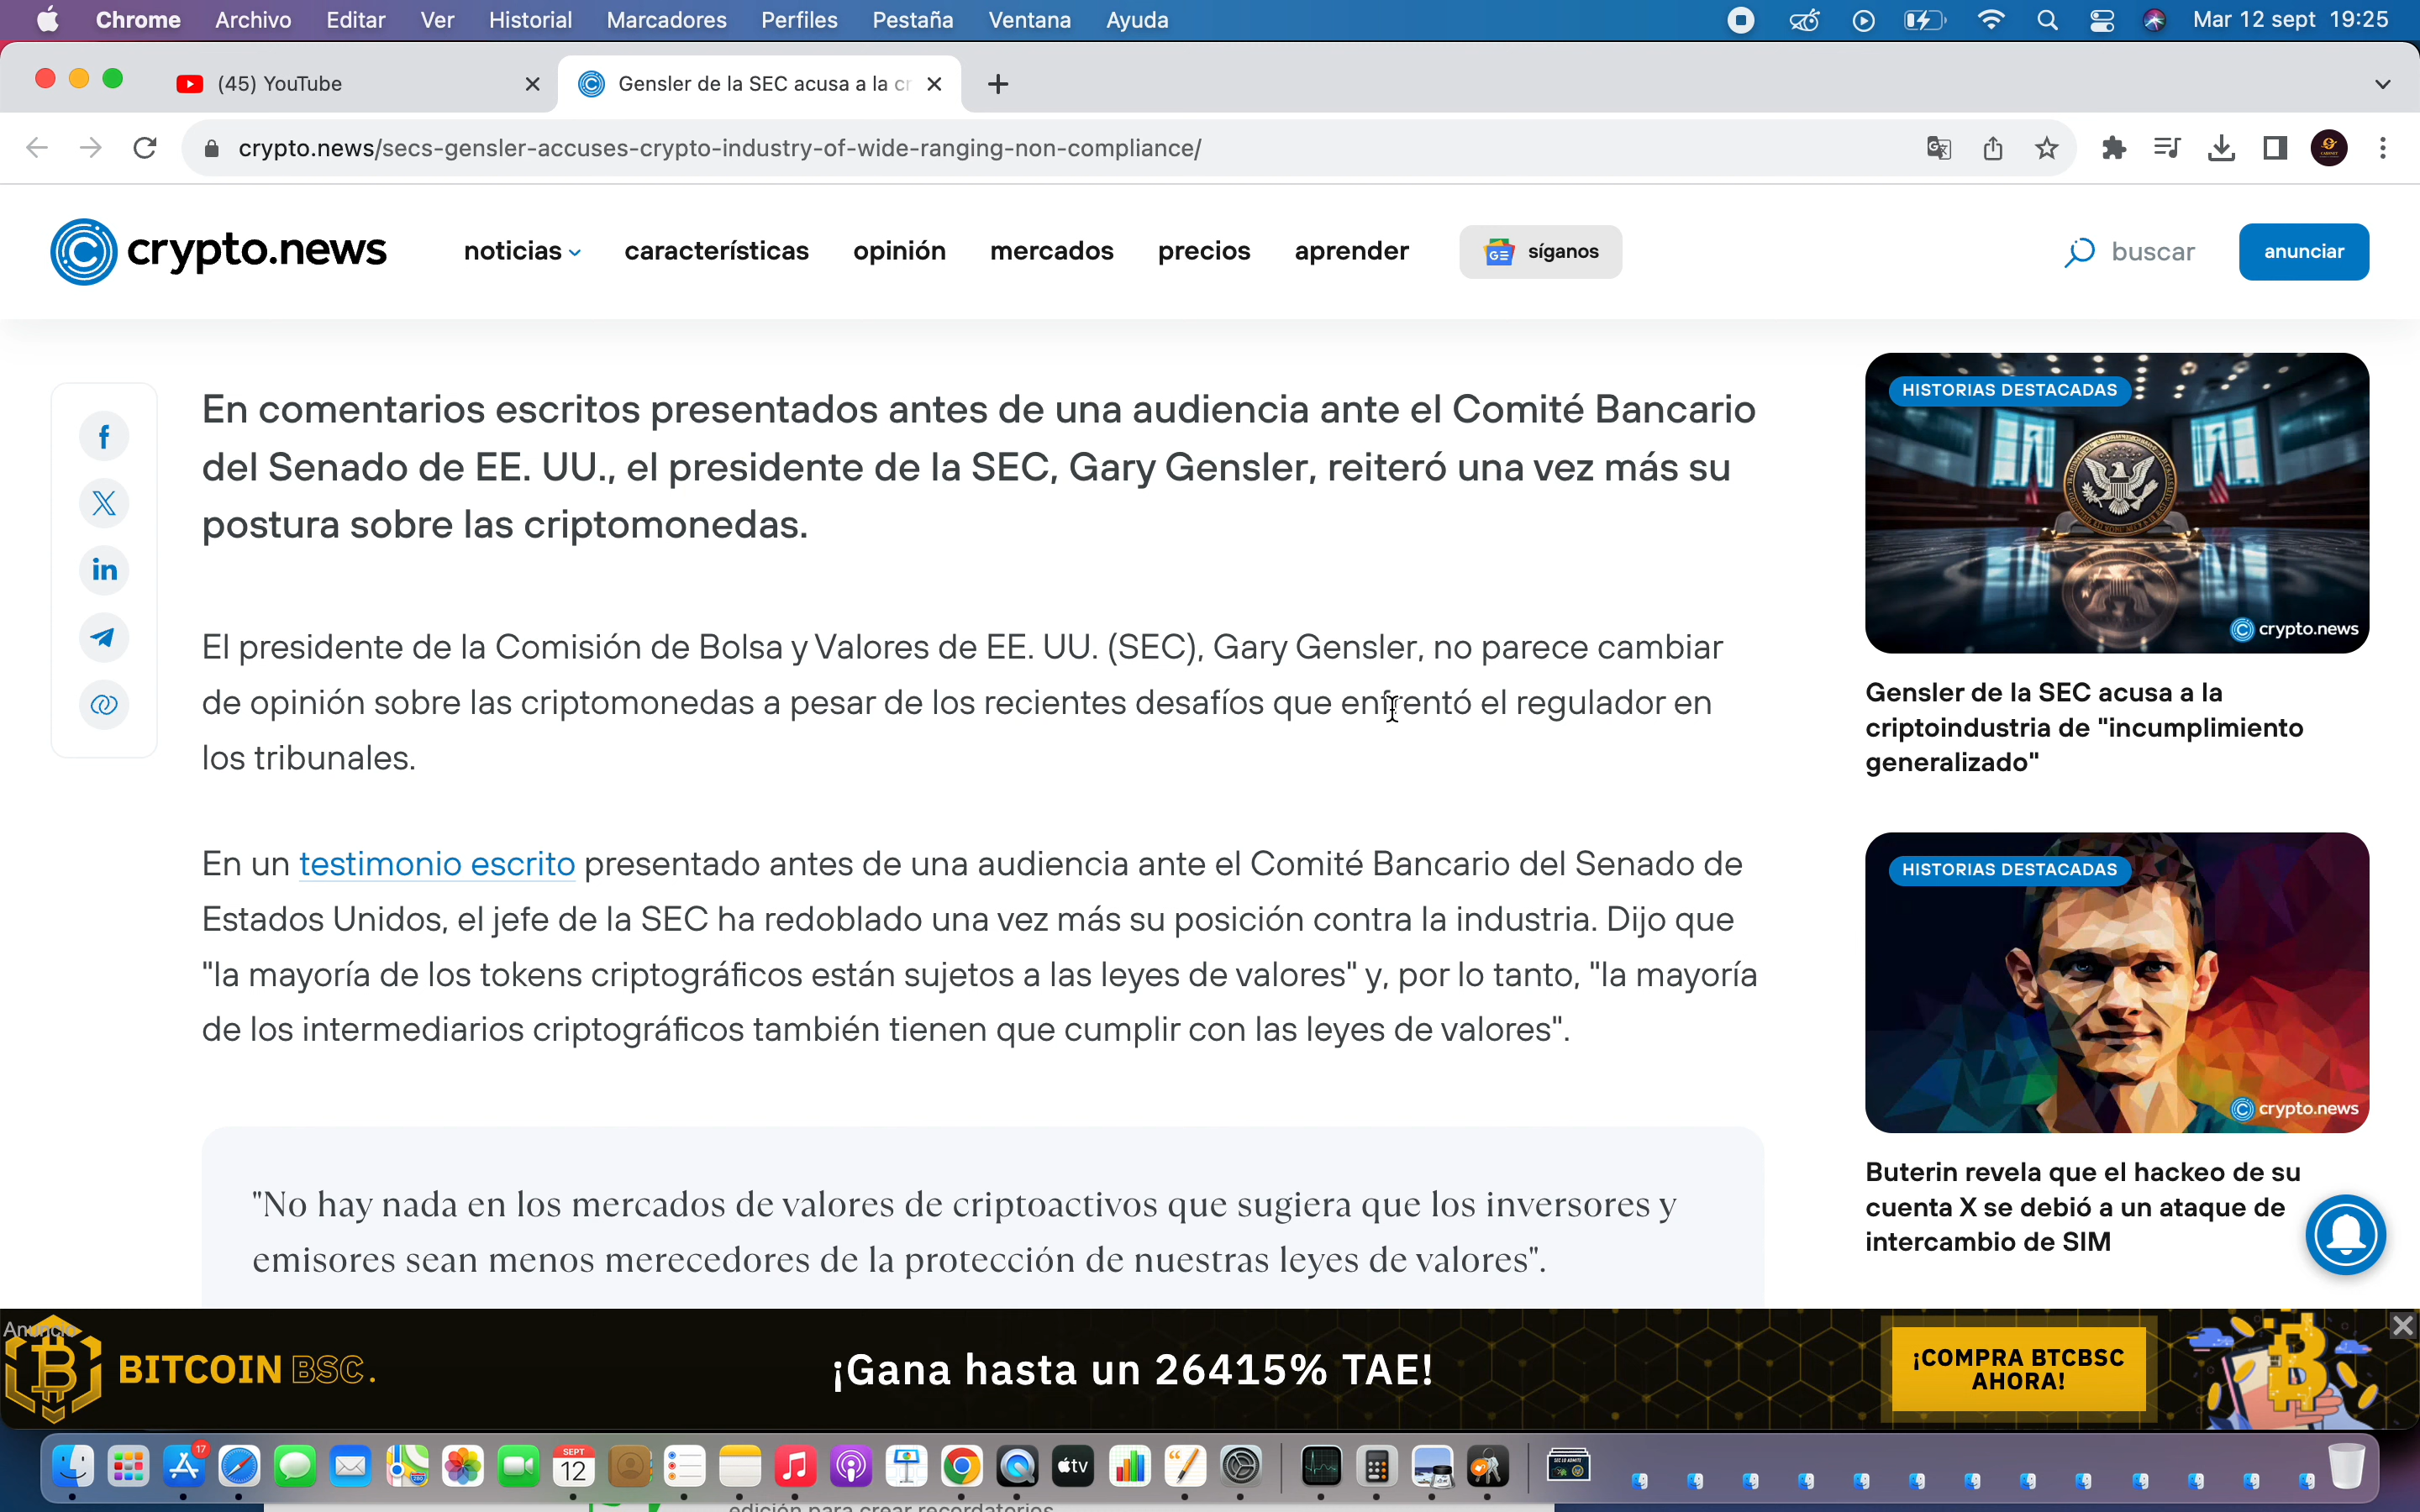 Chrome Archivo Editar Ver Historial Marcadores Perfiles Pestaña Ventana Ayuda Mar 12 sept 19:25
(45) YouTube
Gensler de la SEC acusa a la cr
crypto.news/secs-gensler-accuses-crypto-industry-of-wide-ranging-non-compliance/
crypto.news noticias características opinión mercados precios aprender síganos buscar anunciar
En comentarios escritos presentados antes de una audiencia ante el Comité Bancario
del Senado de EE. UU., el presidente de la SEC, Gary Gensler, reiteró una vez más su
postura sobre las criptomonedas.
El presidente de la Comisión de Bolsa y Valores de EE. UU. (SEC), Gary Gensler, no parece cambiar
de opinión sobre las criptomonedas a pesar de los recientes desafíos que enfrentó el regulador en
los tribunales.
En un testimonio escrito presentado antes de una audiencia ante el Comité Bancario del Senado de
Estados Unidos, el jefe de la SEC ha redoblado una vez más su posición contra la industria. Dijo que
"la mayoría de los tokens criptográficos están sujetos a las leyes de valores" y, por lo tanto, "la mayoría
de los intermediarios criptográficos también tienen que cumplir con las leyes de valores".
"No hay nada en los mercados de valores de criptoactivos que sugiera que los inversores y
emisores sean menos merecedores de la protección de nuestras leyes de valores".
HISTORIAS DESTACADAS
crypto.news
Gensler de la SEC acusa a la
criptoindustria de "incumplimiento
generalizado"
HISTORIAS DESTACADAS
crypto.news
Buterin revela que el hackeo de su
cuenta X se debió a un ataque de
intercambio de SIM
Anuncio
BITCOIN BSC.
¡Gana hasta un 26415% TAE!
¡COMPRA BTCBSC
AHORA!
17
SEPT
12
tv
edición para crear recordatorios